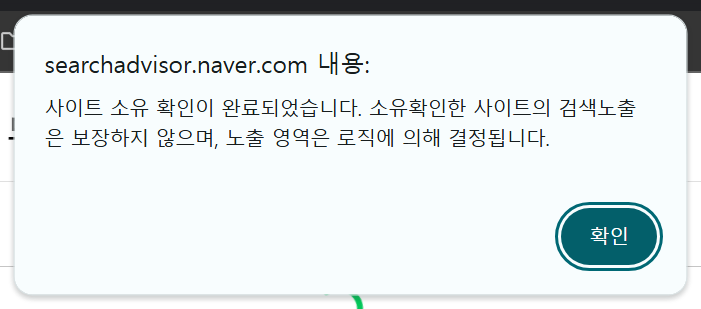 searchadvisor.naver.com 내용:
사이트 소유 확인이 완료되었습니다. 소유확인한 사이트의 검색노출
은 보장하지 않으며, 노출 영역은 로직에 의해 결정됩니다.
확인